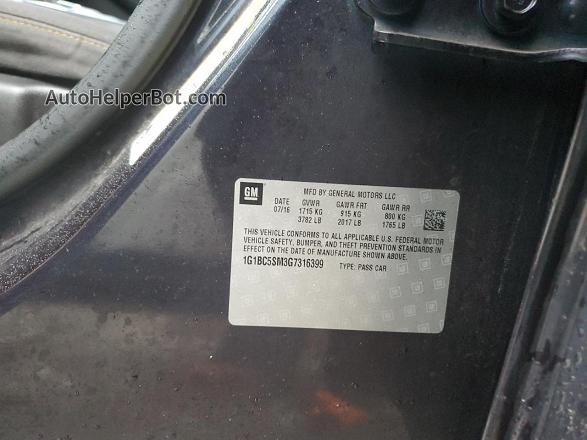 AutoHelperBot.com
GM
MFD BY GENERAL MOTORS LLC
DATE GVWR GAWR FRT GAWR RR
07/16 1715 KG 915 KG 800 KG
3782 LB 2017 LB 1765 LB
THIS VEHICLE CONFORMS TO ALL APPLICABLE U.S. FEDERAL MOTOR
VEHICLE SAFETY, BUMPER, AND THEFT PREVENTION STANDARDS IN
EFFECT ON THE DATE OF MANUFACTURE SHOWN ABOVE.
1G1BC5SM3G7316399 TYPE: PASS CAR